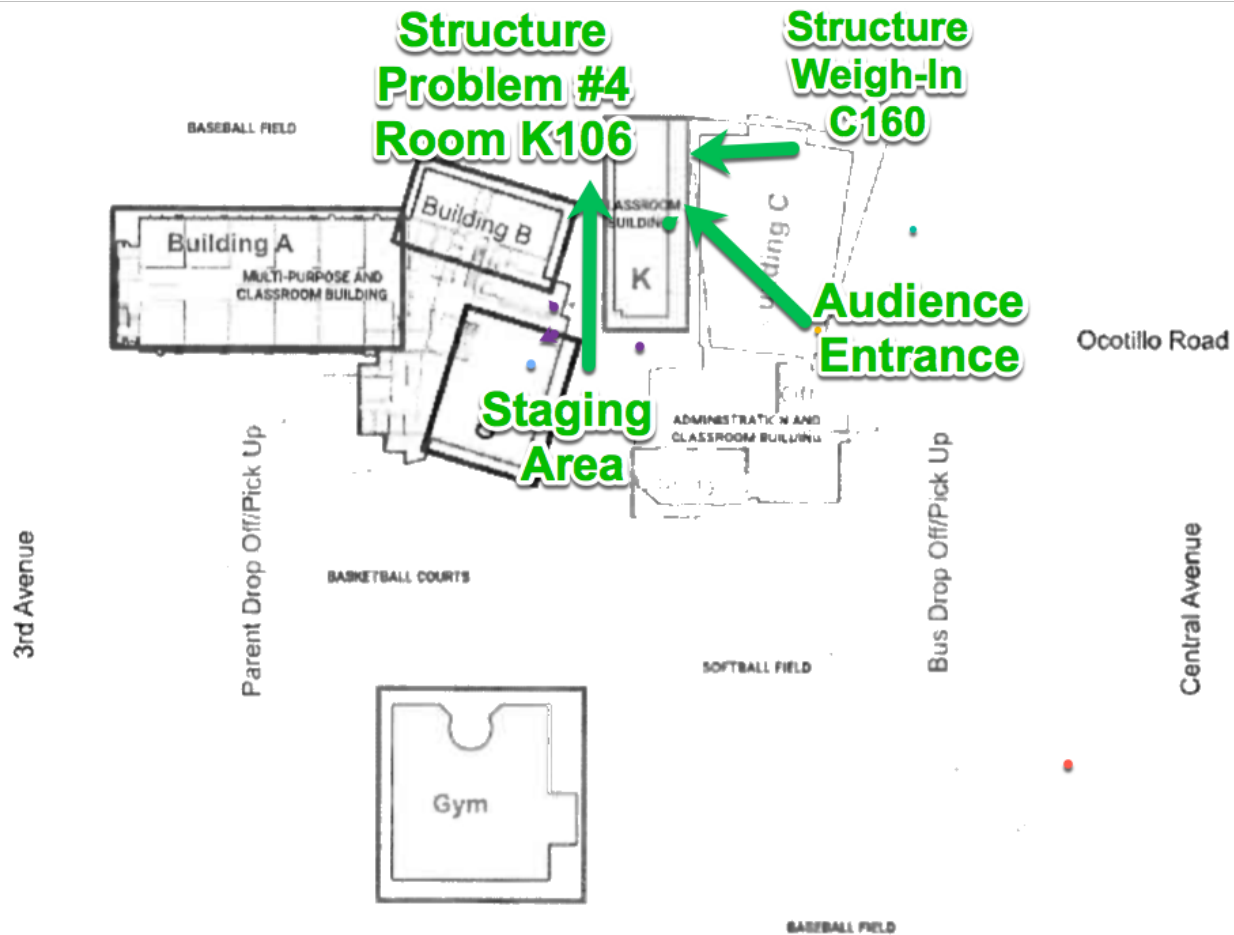 Structure
Problem #4
Room K106
Structure
Weigh-In
C160
BASEBALL FIELD
Building A
MULTI-PURPOSE AND
CLASSROOM BUILDING
Building B
K
Audience
Entrance
Ocotillo Road
Staging
Area
ADMINISTRATION AND
CLASSROOM BUILDING
3rd Avenue
Parent Drop Off/Pick Up
BASKETBALL COURTS
Bus Drop Off/Pick Up
Central Avenue
SOFTBALL FIELD
Gym
BASEBALL FIELD